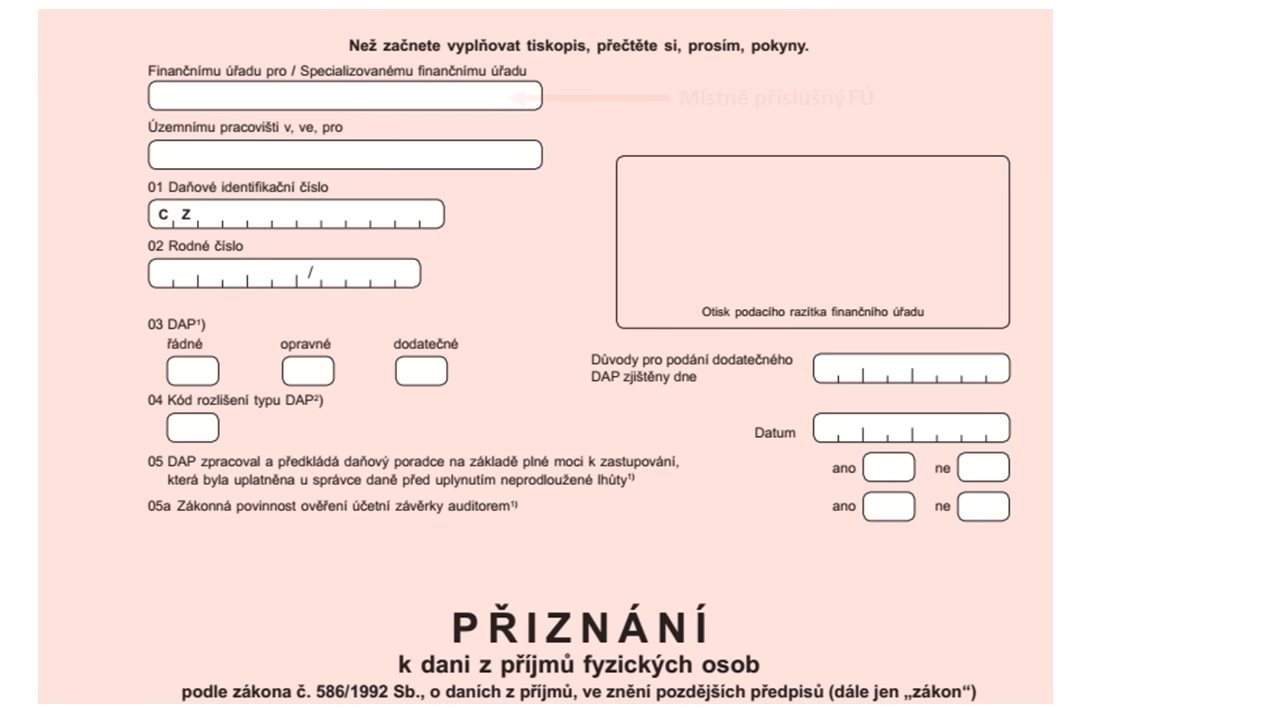 Než začnete vyplňovat tiskopis, přečtěte si, prosím, pokyny.
Finančnímu úřadu pro / Specializovanému finančnímu úřadu
Místně příslušný FÚ
Územnímu pracovišti v, ve, pro
01 Daňové identifikační číslo
C Z
02 Rodné číslo
/
Otisk podacího razítka finančního úřadu
03 DAP¹)
řádné opravné dodatečné
Důvody pro podání dodatečného
DAP zjištěny dne
04 Kód rozlišení typu DAP²)
Datum
05 DAP zpracoval a předkládá daňový poradce na základě plné moci k zastupování,
která byla uplatněna u správce daně před uplynutím neprodloužené lhůty¹)
ano ne
05a Zákonná povinnost ověření účetní závěrky auditorem¹)
ano ne
PŘIZNÁNÍ
k dani z příjmů fyzických osob
podle zákona č. 586/1992 Sb., o daních z příjmů, ve znění pozdějších předpisů (dále jen „zákon“)